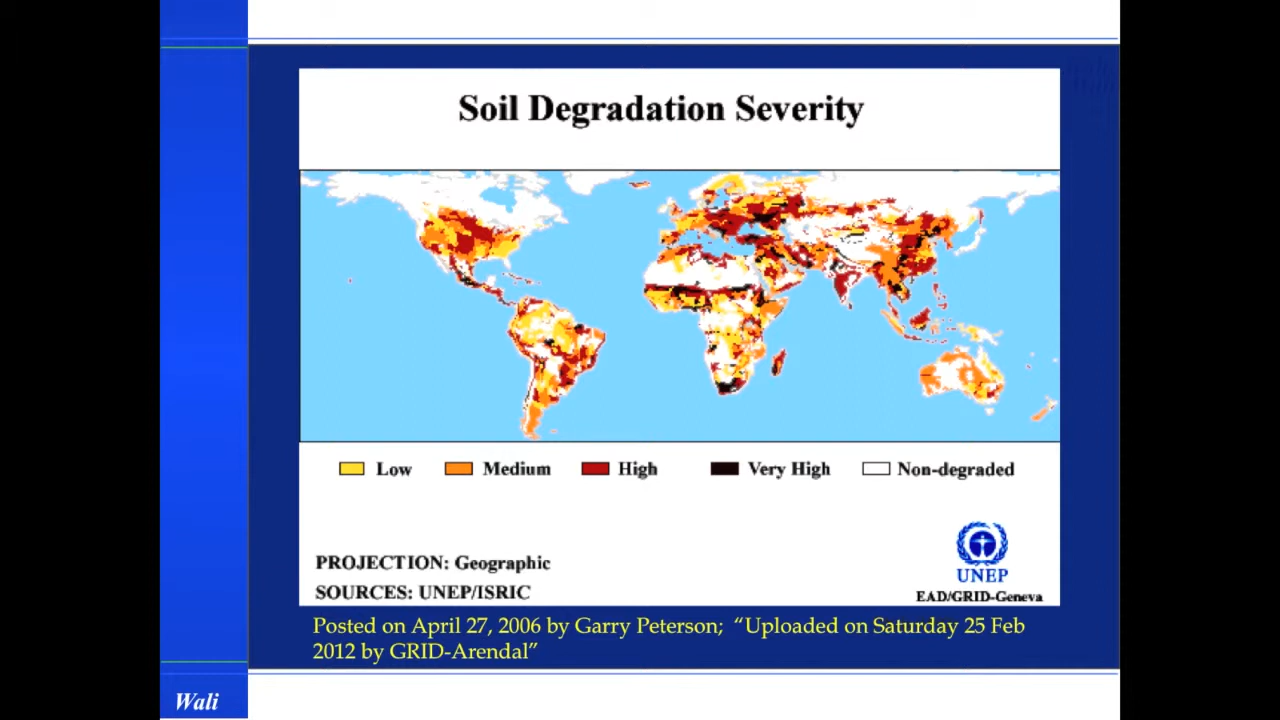 Soil Degradation Severity
Low Medium High Very High Non-degraded
PROJECTION: Geographic
SOURCES: UNEP/ISRIC
UNEP
EAD/GRID-Geneva
Posted on April 27, 2006 by Garry Peterson; “Uploaded on Saturday 25 Feb
2012 by GRID-Arendal”
Wali